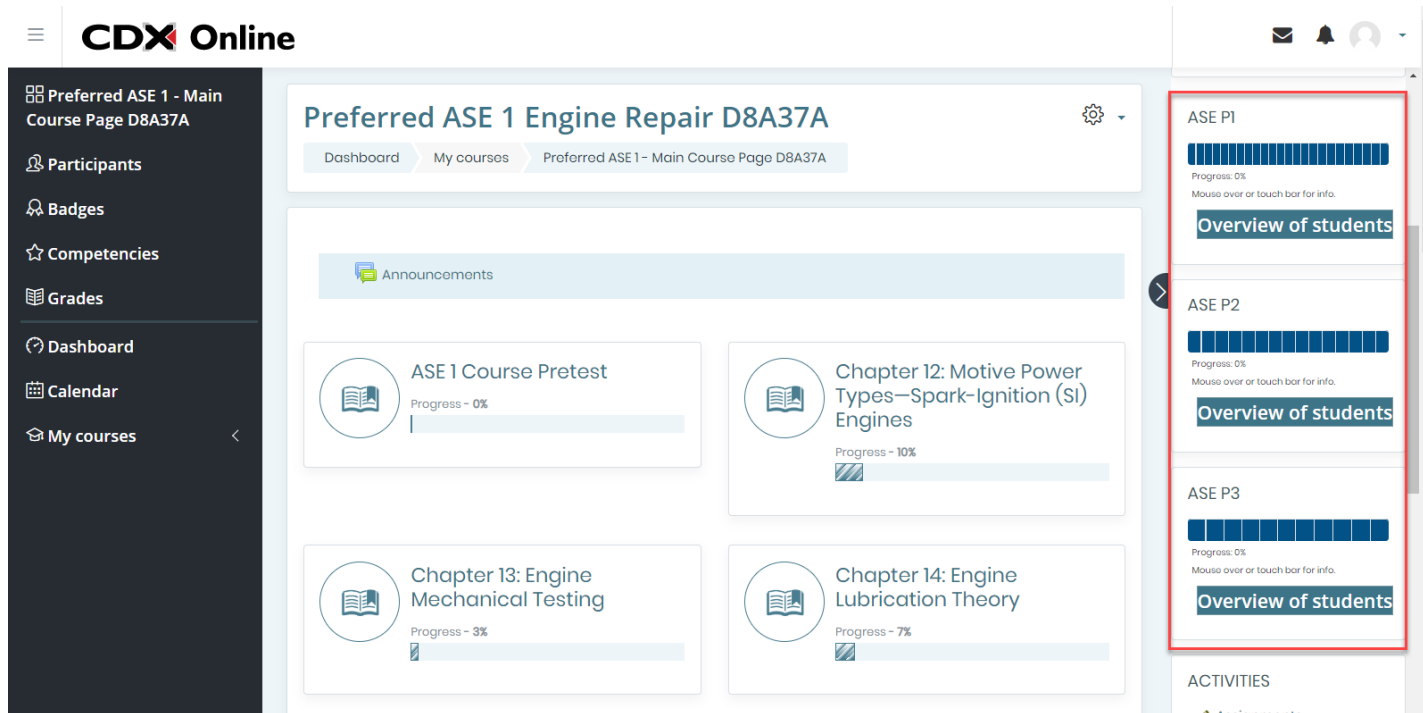 CDX Online
Preferred ASE 1 - Main
Course Page D8A37A
Participants
Badges
Competencies
Grades
Dashboard
Calendar
My courses
Preferred ASE 1 Engine Repair D8A37A
Dashboard
My courses
Preferred ASE 1 - Main Course Page D8A37A
Announcements
ASE 1 Course Pretest
Progress - 0%
Chapter 12: Motive Power
Types—Spark-Ignition (SI)
Engines
Progress - 10%
Chapter 13: Engine
Mechanical Testing
Progress - 3%
Chapter 14: Engine
Lubrication Theory
Progress - 7%
ASE P1
Progress: 0%
Mouse over or touch bar for info.
Overview of students
ASE P2
Progress: 0%
Mouse over or touch bar for info.
Overview of students
ASE P3
Progress: 0%
Mouse over or touch bar for info.
Overview of students
ACTIVITIES